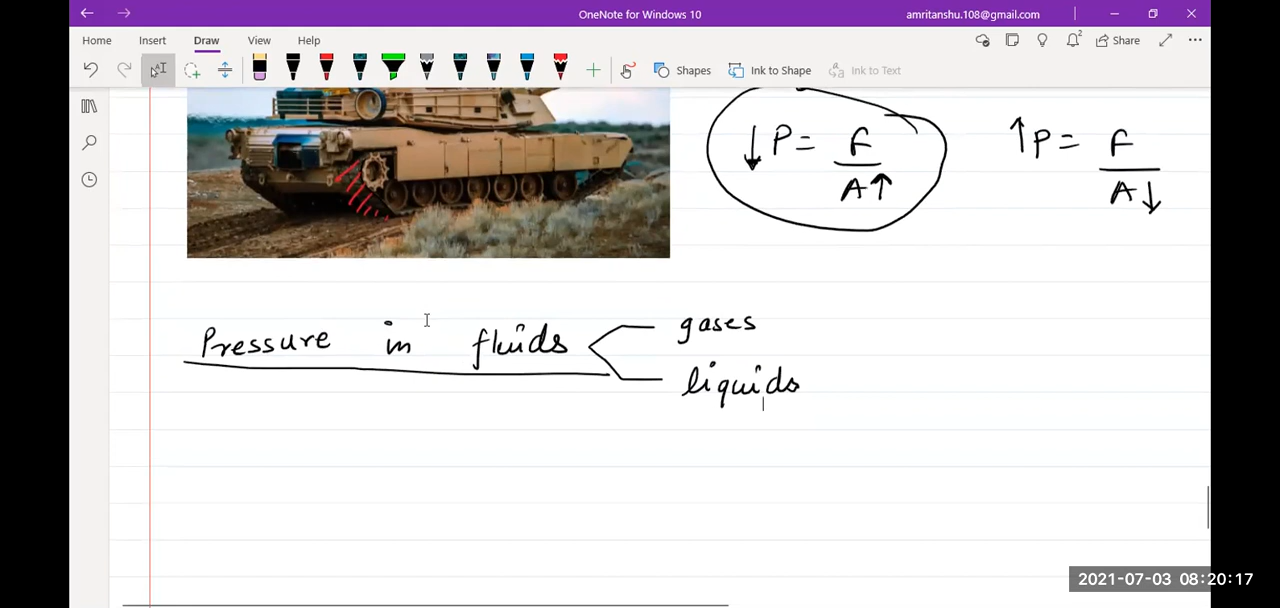 OneNote for Windows 10
amritanshu.108@gmail.com
Home Insert Draw View Help
2 Share
Shapes Ink to Shape Ink to Text
↓P = F/A↑
↑P = F/A↓
Pressure in fluids
gases
liquids
2021-07-03 08:20:17